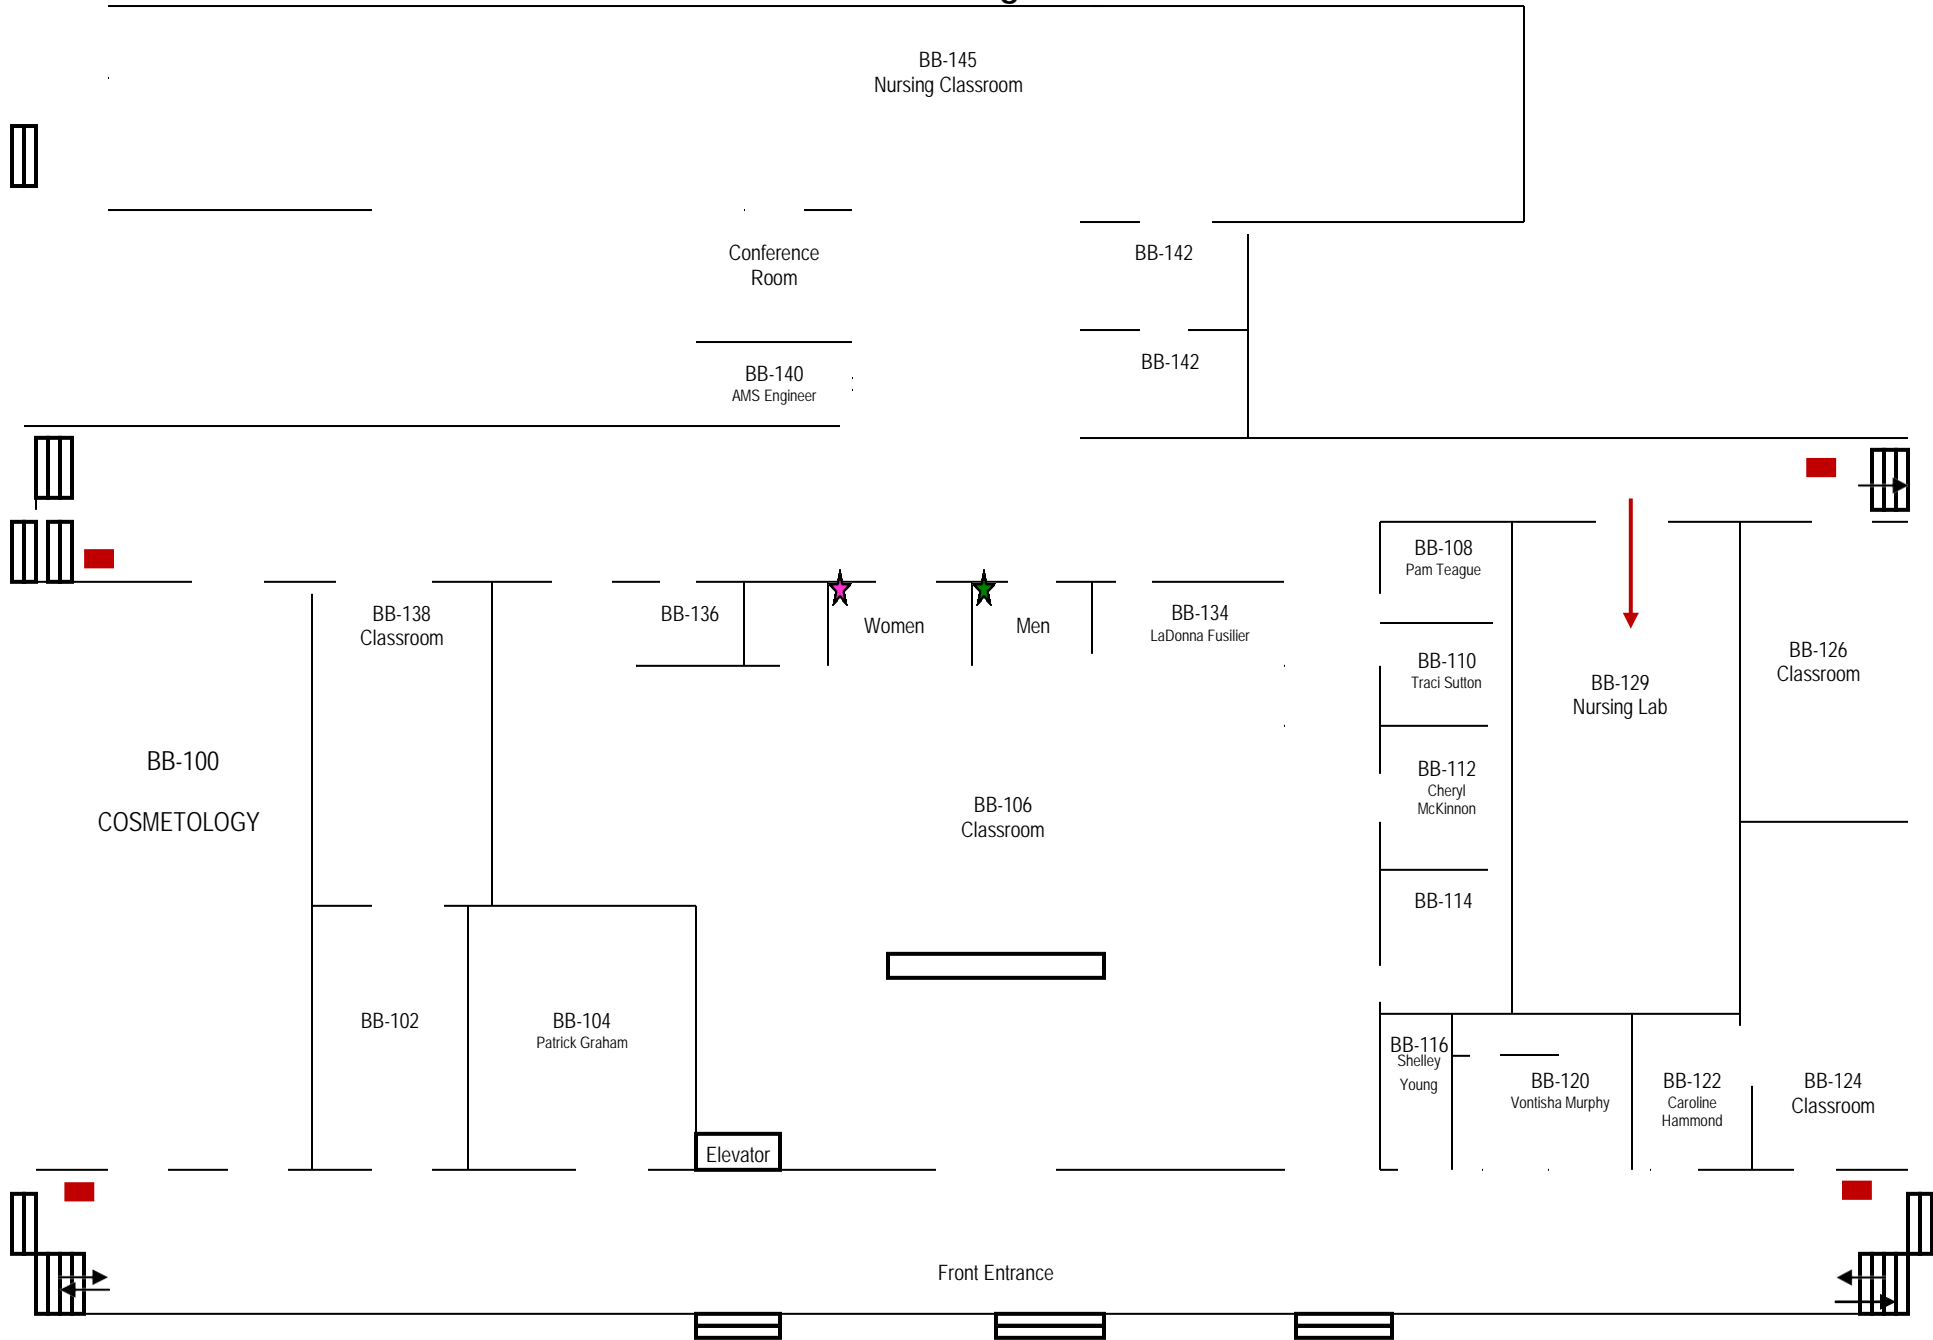 BB-145
Nursing Classroom
Conference
Room
BB-142
BB-140
AMS Engineer
BB-142
BB-138
Classroom
BB-136
Women
Men
BB-134
LaDonna Fusilier
BB-108
Pam Teague
BB-110
Traci Sutton
BB-129
Nursing Lab
BB-126
Classroom
BB-100
COSMETOLOGY
BB-106
Classroom
BB-112
Cheryl
McKinnon
BB-114
BB-102
BB-104
Patrick Graham
BB-116
Shelley
Young
BB-120
Vontisha Murphy
BB-122
Caroline
Hammond
BB-124
Classroom
Elevator
Front Entrance